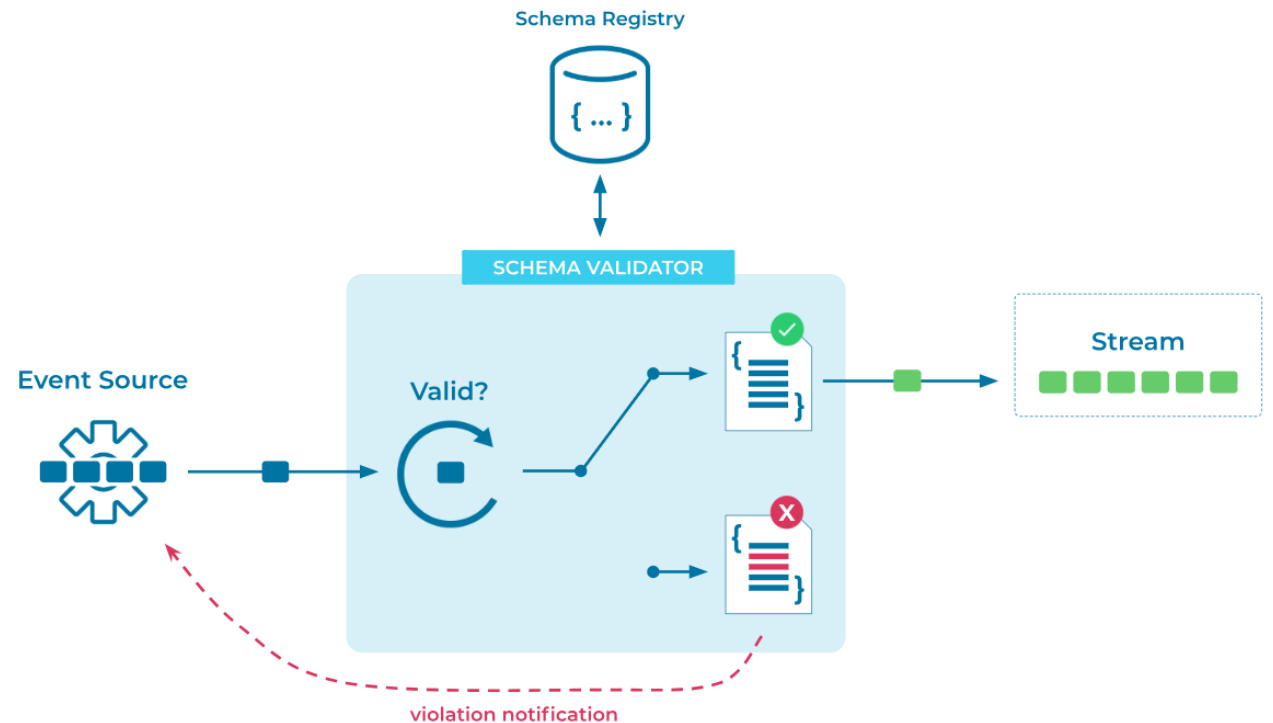 Schema Registry
{ ... }
SCHEMA VALIDATOR
Event Source
Valid?
{
}
Stream
X
{
}
violation notification